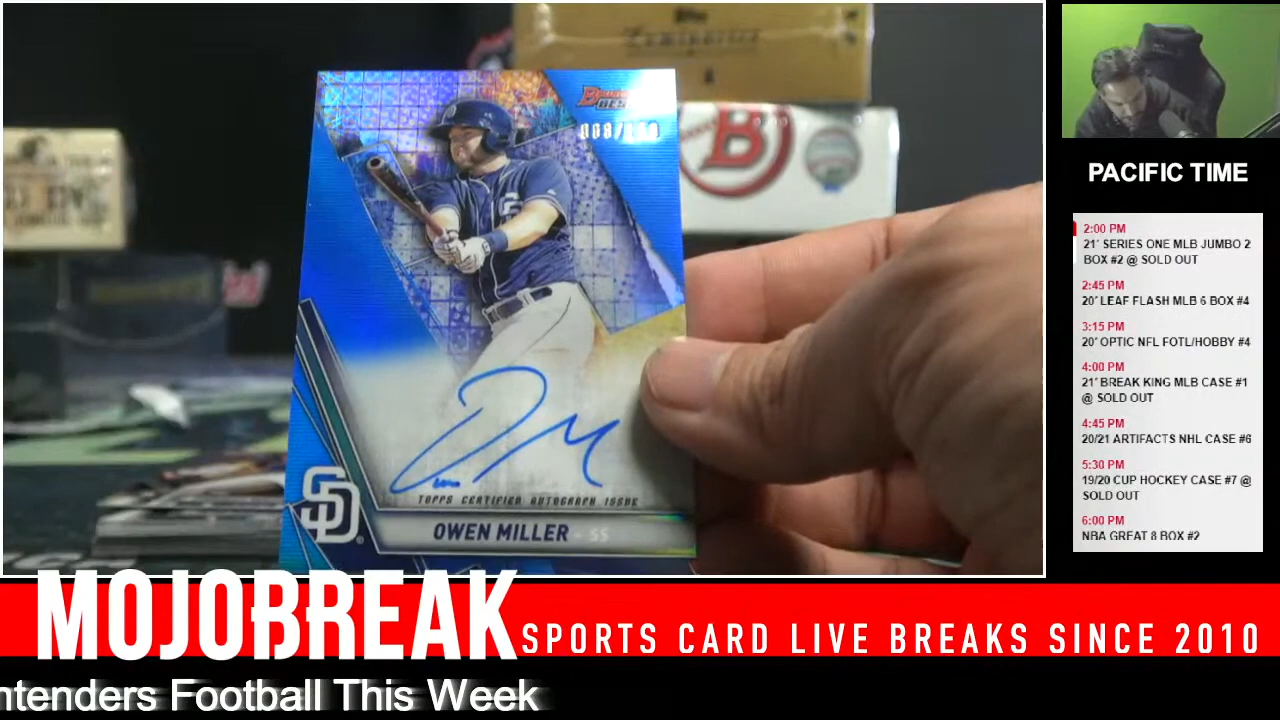 BOWMAN'S
BEST
SD
TOPPS CERTIFIED AUTOGRAPH ISSUE
OWEN MILLER - SS
B
PACIFIC TIME
2:00 PM
21' SERIES ONE MLB JUMBO 2
BOX #2 @ SOLD OUT
2:45 PM
20' LEAF FLASH MLB 6 BOX #4
3:15 PM
20' OPTIC NFL FOTL/HOBBY #4
4:00 PM
21' BREAK KING MLB CASE #1
@ SOLD OUT
4:45 PM
20/21 ARTIFACTS NHL CASE #6
5:30 PM
19/20 CUP HOCKEY CASE #7 @
SOLD OUT
6:00 PM
NBA GREAT 8 BOX #2
MOJOBREAK
SPORTS CARD LIVE BREAKS SINCE 2010
ntenders Football This Week